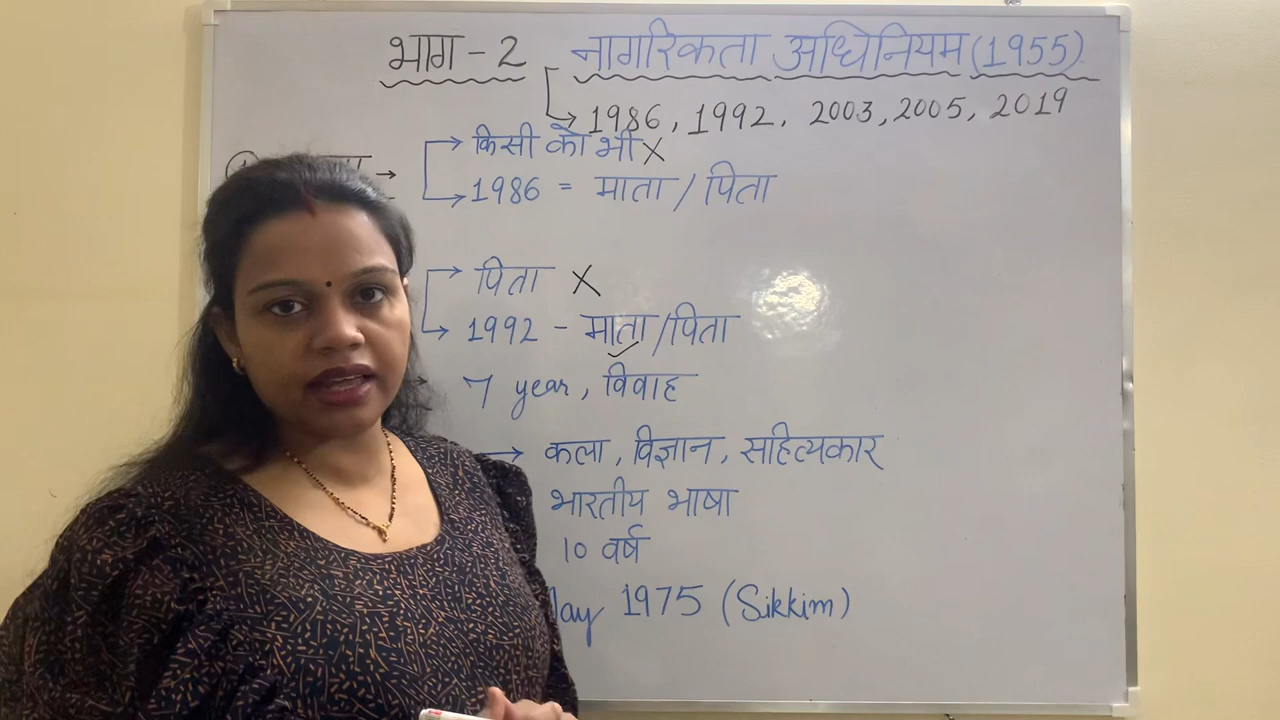 भाग - 2 नागरिकता अधिनियम (1955)
→ 1986, 1992, 2003, 2005, 2019
→ किसी को भी X
→
→ 1986 = माता / पिता
→ पिता X
→ 1992 - माता/पिता
7 year, विवाह
→ कला, विज्ञान, साहित्यकार
भारतीय भाषा
10 वर्ष
1975 (Sikkim)